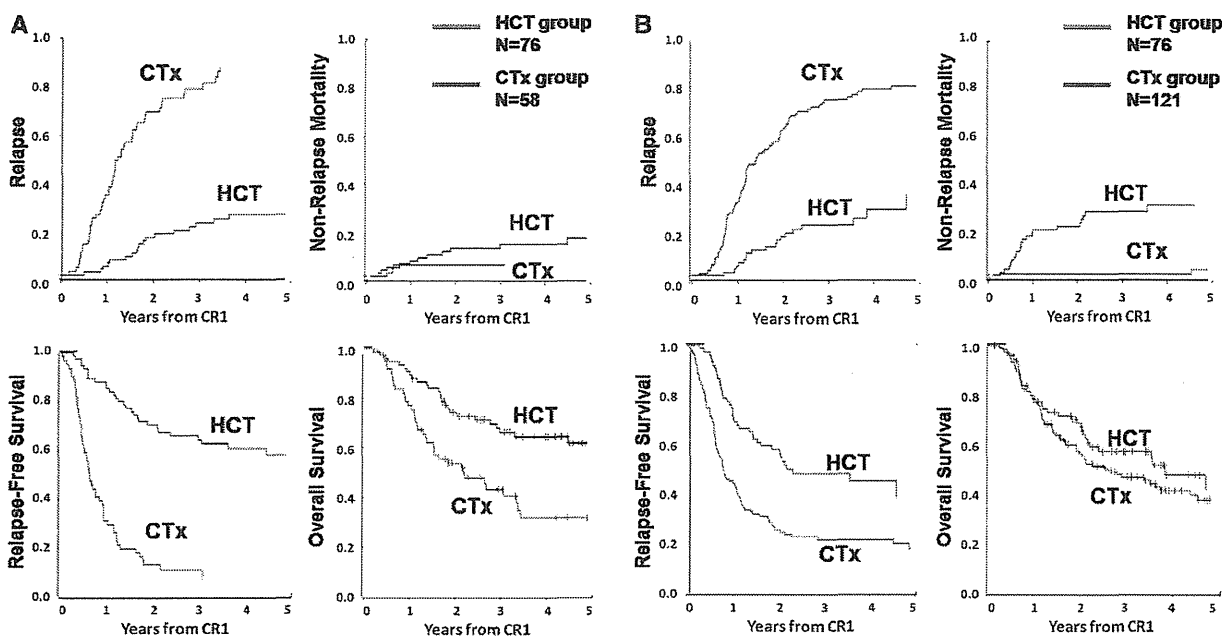 A
HCT group
N=76
CTx group
N=58
Relapse
1.0
0.8
0.6
0.4
0.2
0.0
CTx
HCT
0 1 2 3 4 5
Years from CR1
Non-Relapse Mortality
1.0
0.8
0.6
0.4
0.2
0.0
HCT
CTx
0 1 2 3 4 5
Years from CR1
Relapse-Free Survival
1.0
0.8
0.6
0.4
0.2
0.0
HCT
CTx
0 1 2 3 4 5
Years from CR1
Overall Survival
1.0
0.8
0.6
0.4
0.2
0.0
HCT
CTx
0 1 2 3 4 5
Years from CR1
B
HCT group
N=76
CTx group
N=121
Relapse
1.0
0.8
0.6
0.4
0.2
0.0
CTx
HCT
0 1 2 3 4 5
Years from CR1
Non-Relapse Mortality
1.0
0.8
0.6
0.4
0.2
0.0
HCT
CTx
0 1 2 3 4 5
Years from CR1
Relapse-Free Survival
1.0
0.8
0.6
0.4
0.2
0.0
HCT
CTx
0 1 2 3 4 5
Years from CR1
Overall Survival
1.0
0.8
0.6
0.4
0.2
0.0
HCT
CTx
0 1 2 3 4 5
Years from CR1